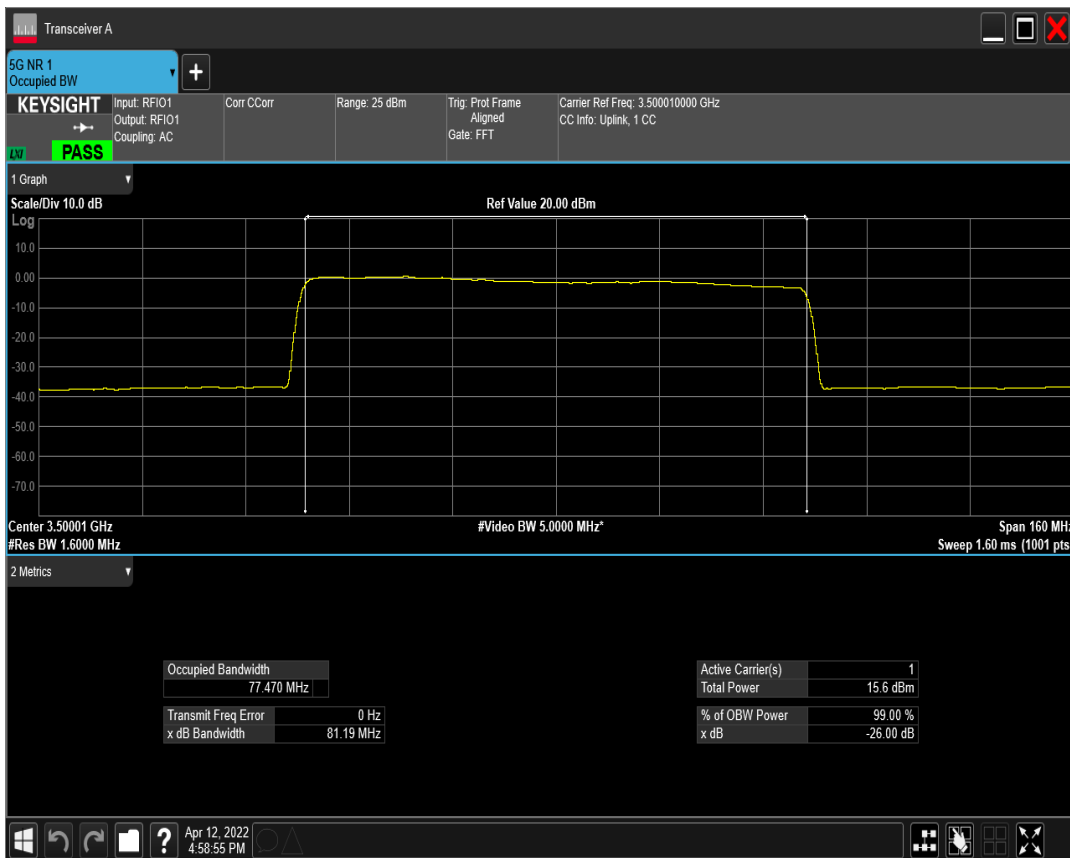 Transceiver A
5G NR 1
Occupied BW
+
KEYSIGHT
LXI
PASS
Input: RFIO1
Output: RFIO1
Coupling: AC
Corr CCorr
Range: 25 dBm
Trig: Prot Frame
Aligned
Gate: FFT
Carrier Ref Freq: 3.500010000 GHz
CC Info: Uplink, 1 CC
1 Graph
Scale/Div 10.0 dB
Ref Value 20.00 dBm
Log
10.0
0.00
-10.0
-20.0
-30.0
-40.0
-50.0
-60.0
-70.0
Center 3.50001 GHz
#Video BW 5.0000 MHz*
Span 160 MHz
#Res BW 1.6000 MHz
Sweep 1.60 ms (1001 pts
2 Metrics
Occupied Bandwidth
77.470 MHz
Transmit Freq Error 0 Hz
x dB Bandwidth 81.19 MHz
Active Carrier(s) 1
Total Power 15.6 dBm
% of OBW Power 99.00 %
x dB -26.00 dB
?
Apr 12, 2022
4:58:55 PM